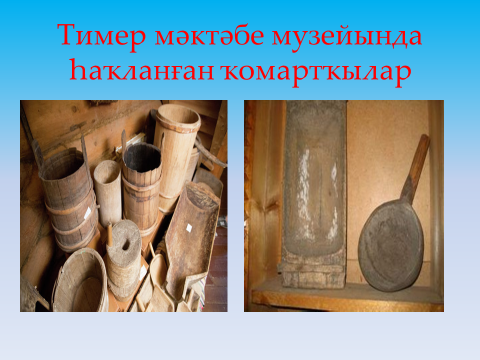 Тимер мәктәбе музейында
һаҡланған ҡомартҡылар